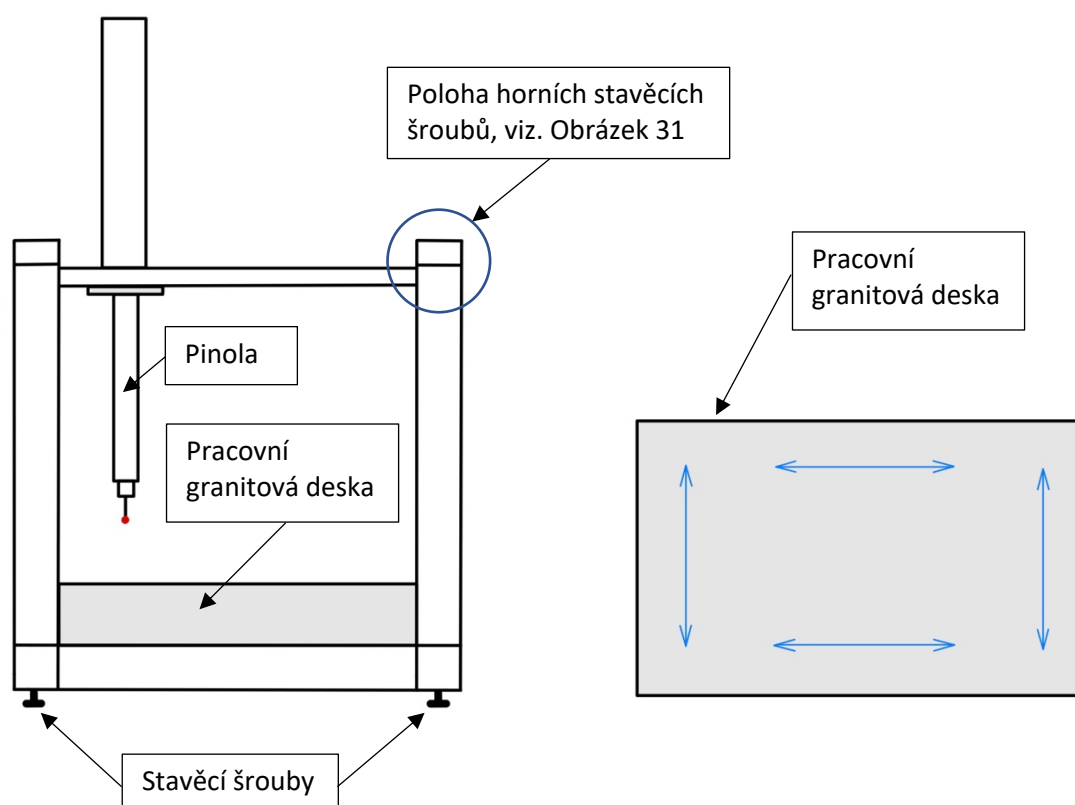 Poloha horních stavěcích
šroubů, viz. Obrázek 31
Pracovní
granitová deska
Pinola
Pracovní
granitová deska
Stavěcí šrouby